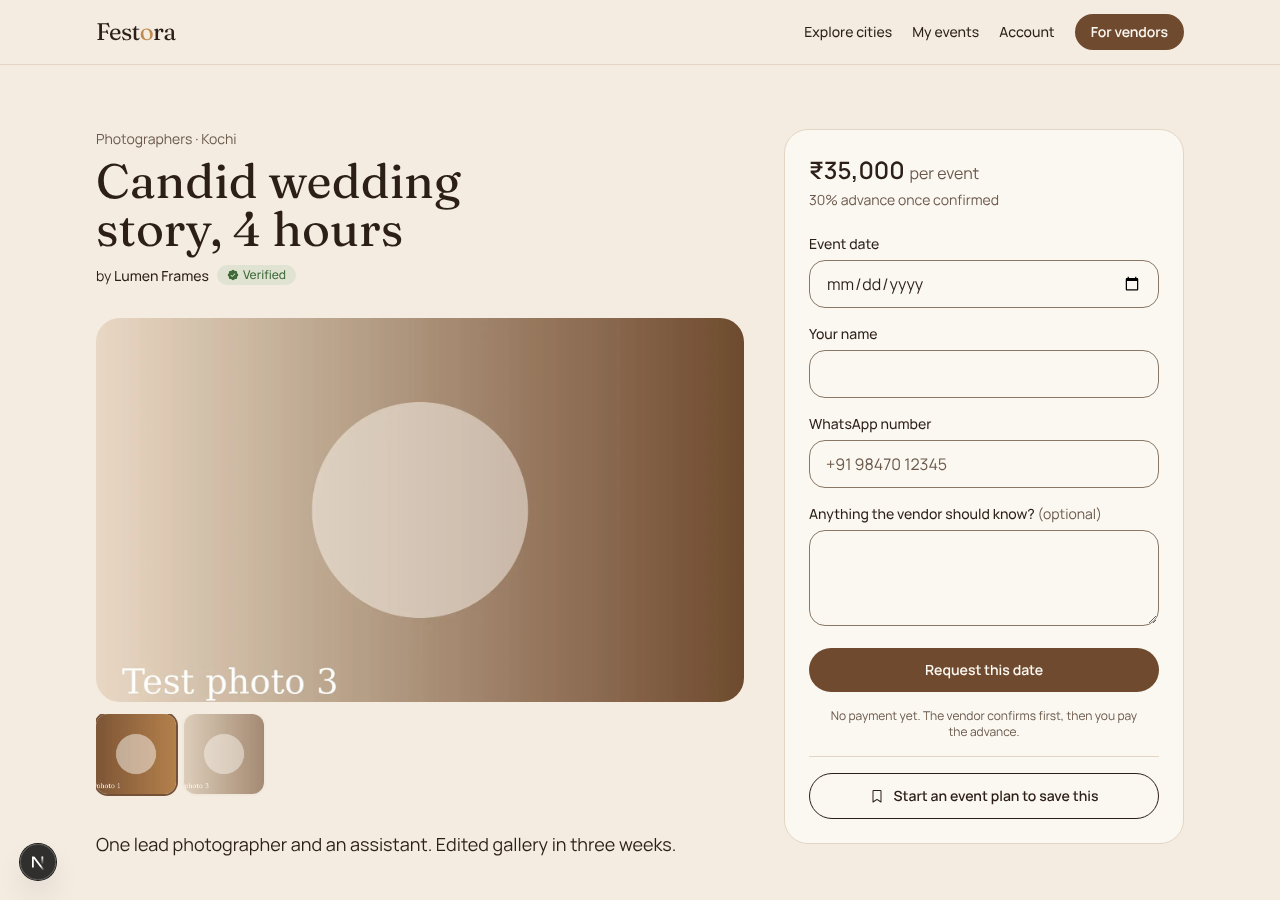 Festora
Explore cities
My events
Account
For vendors
Photographers · Kochi
Candid wedding
story, 4 hours
by Lumen Frames
Verified
Test photo 3
photo 1
photo 3
One lead photographer and an assistant. Edited gallery in three weeks.
₹35,000 per event
30% advance once confirmed
Event date
mm/dd/yyyy
Your name
WhatsApp number
+91 98470 12345
Anything the vendor should know? (optional)
Request this date
No payment yet. The vendor confirms first, then you pay
the advance.
Start an event plan to save this
N